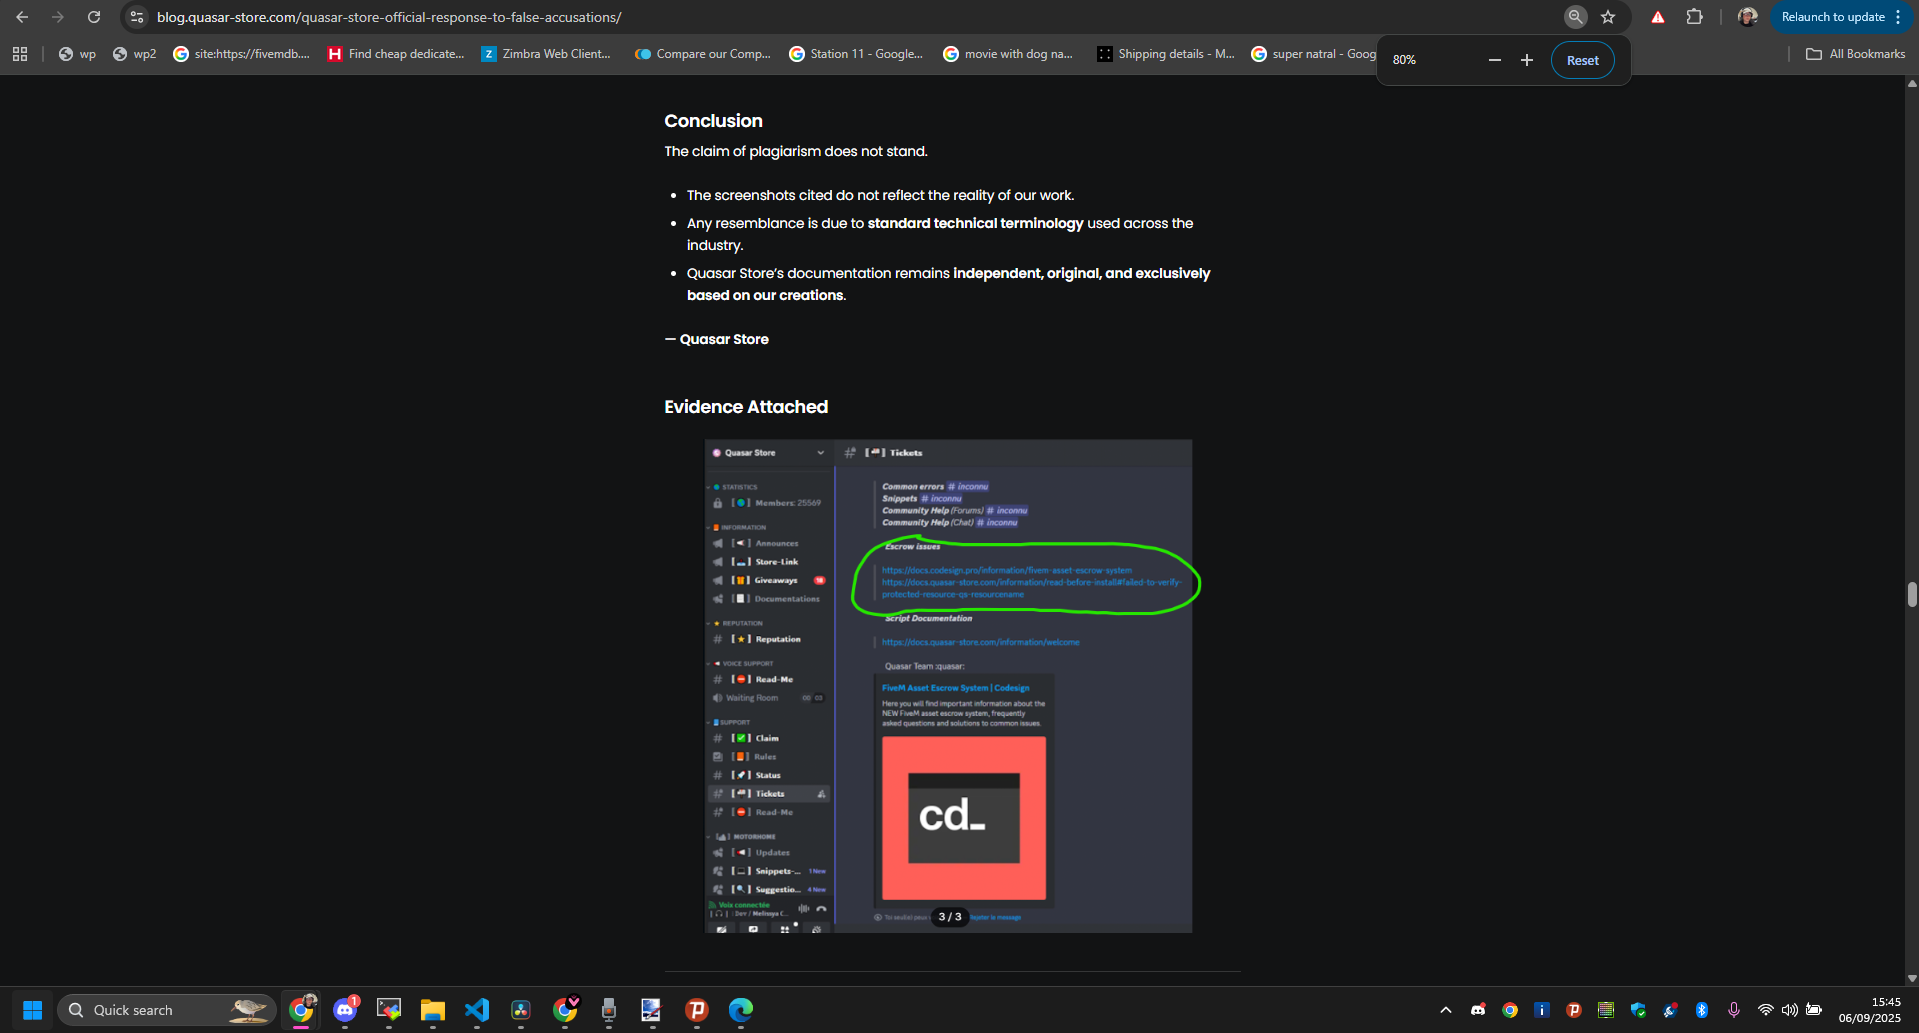 blog.quasar-store.com/quasar-store-official-response-to-false-accusations/
Relaunch to update
wp
wp2
site:https://fivemdb....
Find cheap dedicate...
Zimbra Web Client...
Compare our Comp...
Station 11 - Google...
movie with dog na...
Shipping details - M...
super natral - Goog
All Bookmarks
80%
Reset
Conclusion
The claim of plagiarism does not stand.
• The screenshots cited do not reflect the reality of our work.
• Any resemblance is due to standard technical terminology used across the
industry.
• Quasar Store's documentation remains independent, original, and exclusively
based on our creations.
— Quasar Store
Evidence Attached
Quasar Store
STATISTICS
Members: 25569
INFORMATION
Announces
Store-Link
Giveaways
Documentations
REPUTATION
Reputation
VOICE SUPPORT
Read-Me
Waiting Room
SUPPORT
Claim
Rules
Status
Tickets
Read-Me
MOTORHOME
Updates
Snippets-... 1 New
Suggestio... 4 New
Voix connectée
Tickets
Common errors # inconnu
Snippets # inconnu
Community Help (Forums) # inconnu
Community Help (Chat) # inconnu
Escrow issues
https://docs.codesign.pro/information/fivem-asset-escrow-system
https://docs.quasar-store.com/information/read-before-install#failed-to-verify-
protected-resource-qs-resourcename
Script Documentation
https://docs.quasar-store.com/information/welcome
Quasar Team :quasar:
FiveM Asset Escrow System | Codesign
Here you will find important information about the
NEW FiveM asset escrow system, frequently
asked questions and solutions to common issues.
cd_
3 / 3
Rejeter le message
Quick search
1
15:45
06/09/2025